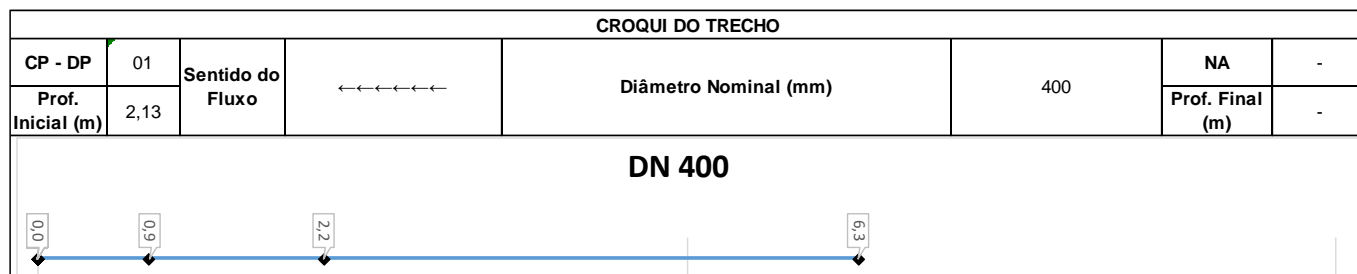 CROQUI DO TRECHO
CP - DP 01 Sentido do Fluxo ←←←←←← Diâmetro Nominal (mm) 400 NA -
Prof. Inicial (m) 2,13 Prof. Final (m) -
DN 400
0,0 0,9 2,2 6,3